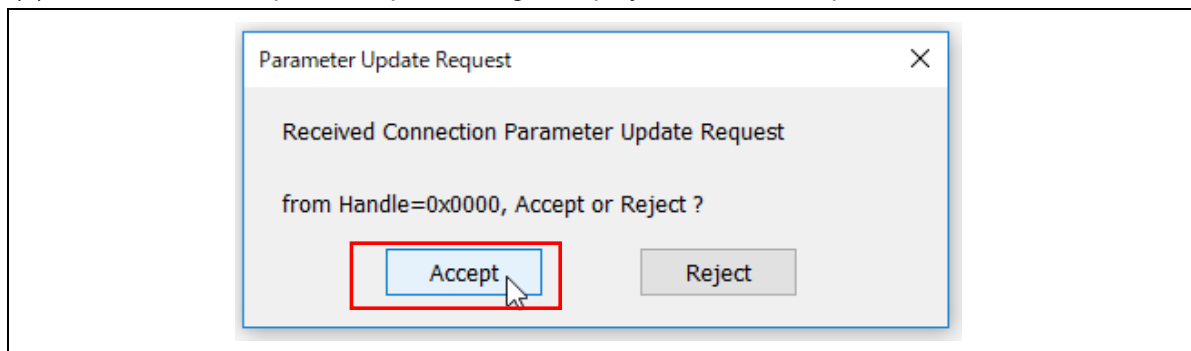 Parameter Update Request
Received Connection Parameter Update Request
from Handle=0x0000, Accept or Reject ?
Accept
Reject